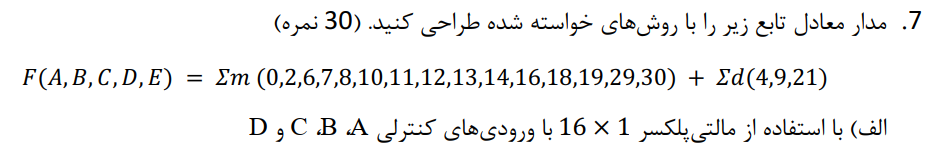 7. مدار معادل تابع زیر را با روش‌های خواسته شده طراحی کنید. (30 نمره)
F(A, B, C, D, E) = Σm (0,2,6,7,8,10,11,12,13,14,16,18,19,29,30) + Σd(4,9,21)
الف) با استفاده از مالتی‌پلکسر 1 × 16 با ورودی‌های کنترلی A، B، C و D